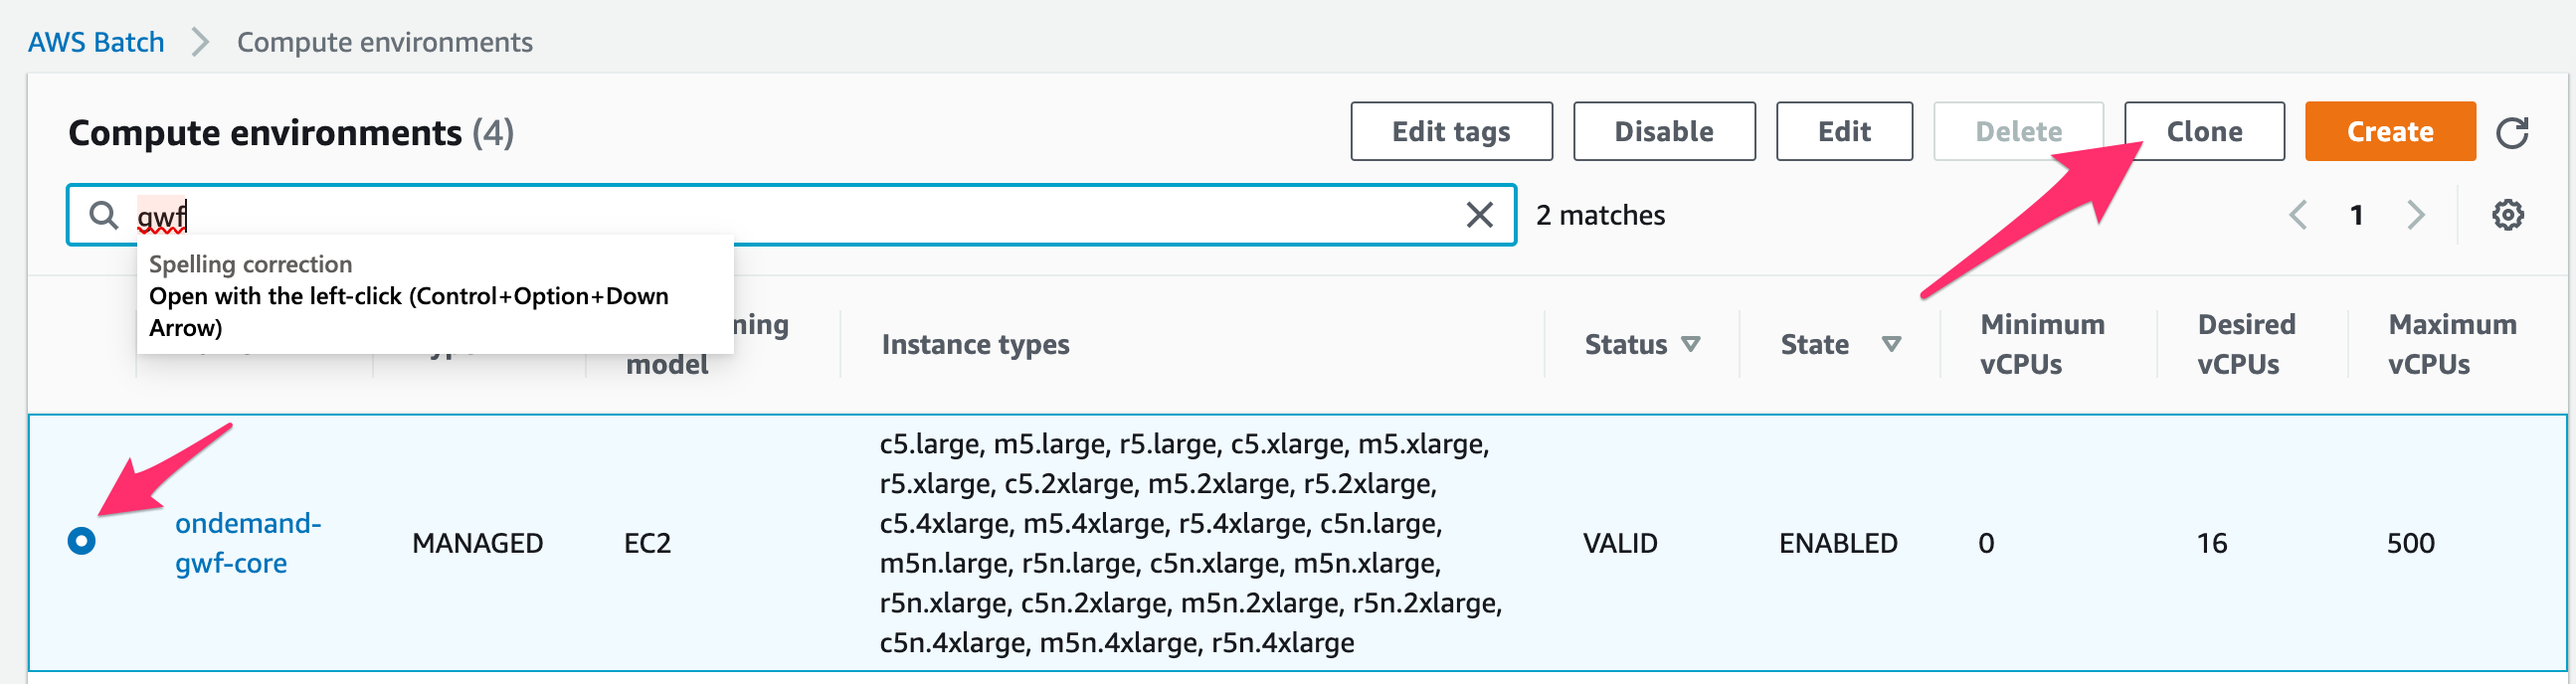 AWS Batch > Compute environments
Compute environments (4)
Edit tags Disable Edit Delete Clone Create
gwf
2 matches
1
Spelling correction
Open with the left-click (Control+Option+Down
Arrow)
model
Instance types
Status
State
Minimum
vCPUs
Desired
vCPUs
Maximum
vCPUs
ondemand-
gwf-core
MANAGED
EC2
c5.large, m5.large, r5.large, c5.xlarge, m5.xlarge,
r5.xlarge, c5.2xlarge, m5.2xlarge, r5.2xlarge,
c5.4xlarge, m5.4xlarge, r5.4xlarge, c5n.large,
m5n.large, r5n.large, c5n.xlarge, m5n.xlarge,
r5n.xlarge, c5n.2xlarge, m5n.2xlarge, r5n.2xlarge,
c5n.4xlarge, m5n.4xlarge, r5n.4xlarge
VALID
ENABLED
0
16
500